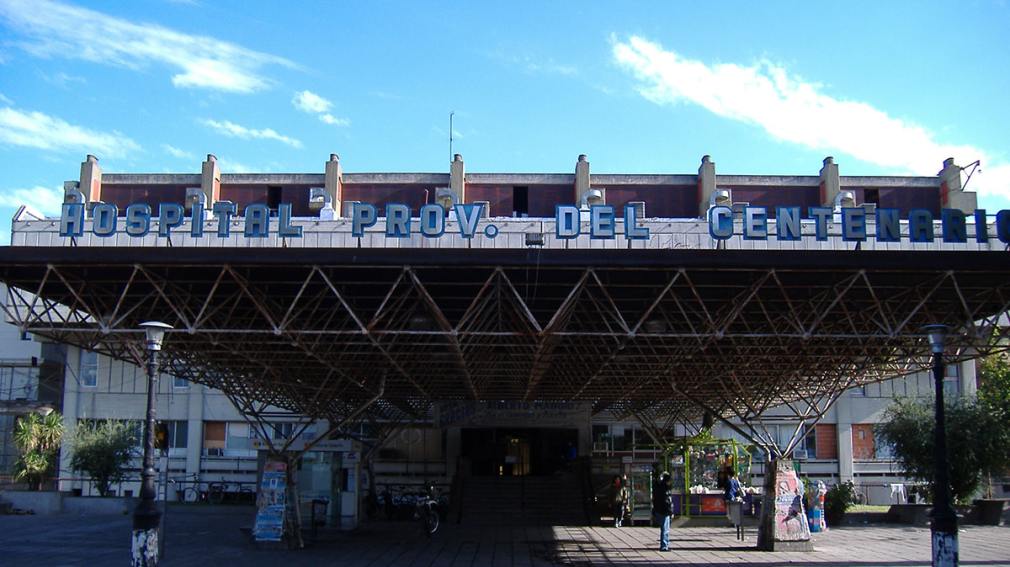 HOSPITAL PROV. DEL CENTENARIO